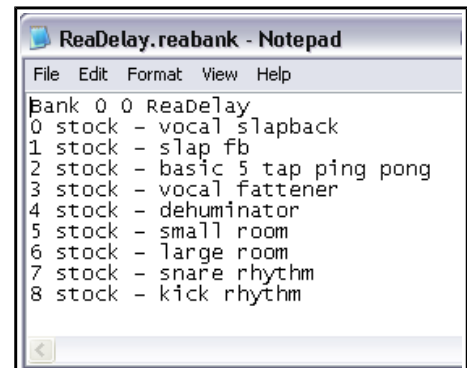 ReaDelay.reabank - Notepad
File Edit Format View Help
Bank 0 0 ReaDelay
0 stock - vocal slapback
1 stock - slap fb
2 stock - basic 5 tap ping pong
3 stock - vocal fattener
4 stock - dehuminator
5 stock - small room
6 stock - large room
7 stock - snare rhythm
8 stock - kick rhythm